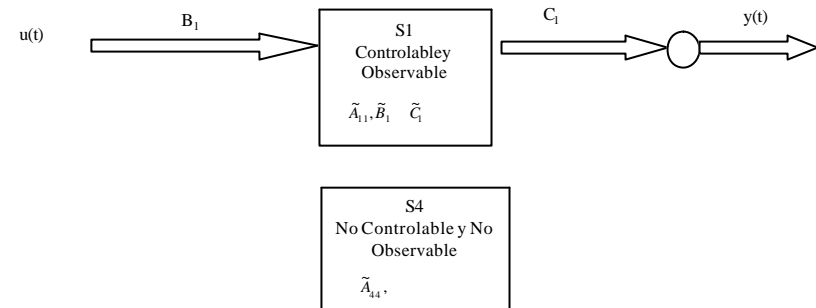 u(t)
B₁
S1
Controlabley
Observable
Ã₁₁, B̃₁ C̃₁
C₁
y(t)
S4
No Controlable y No
Observable
Ã₄₄,